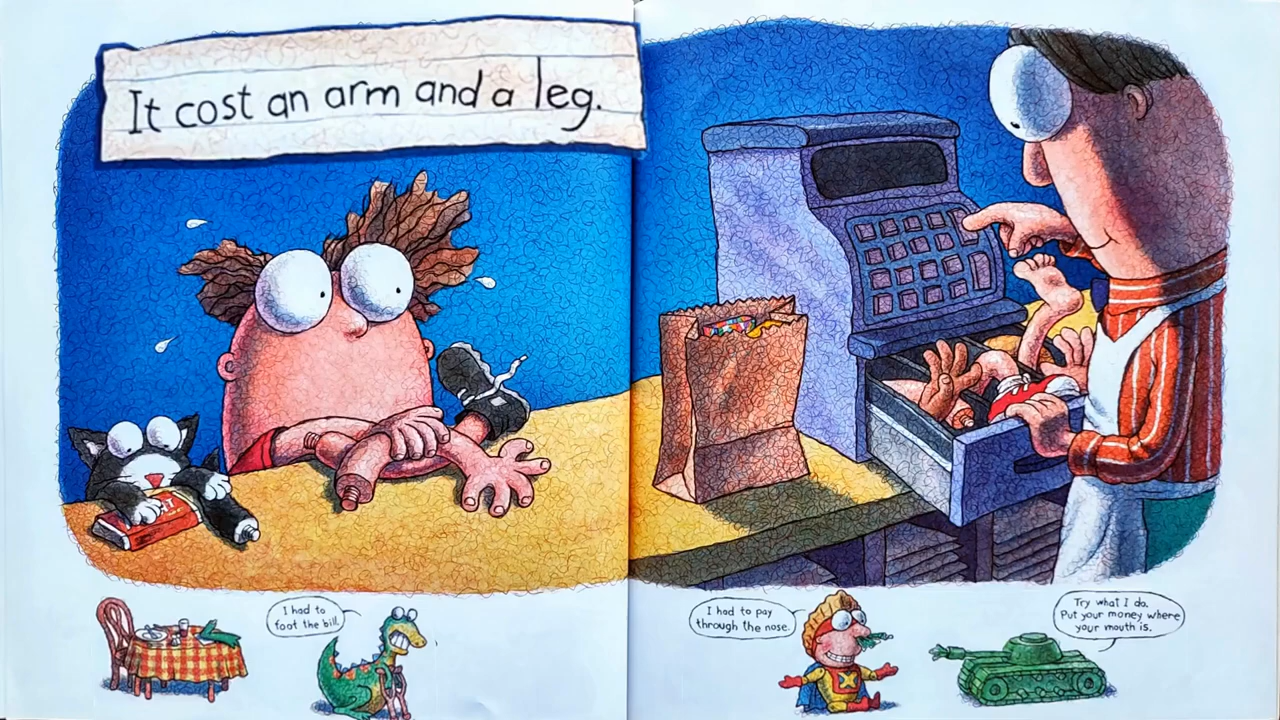 It cost an arm and a leg.
I had to
foot the bill.
I had to pay
through the nose.
Try what I do.
Put your money where
your mouth is.